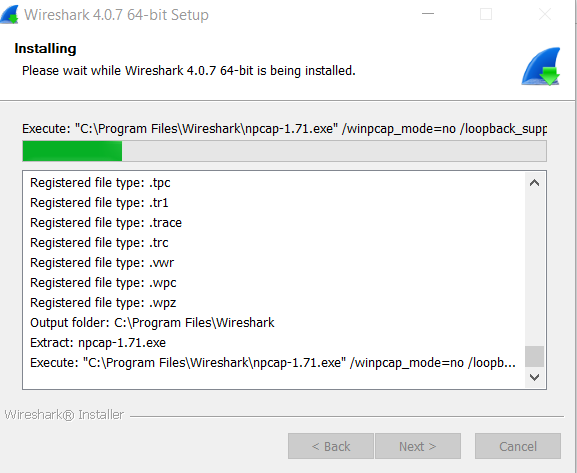 Wireshark 4.0.7 64-bit Setup
Installing
Please wait while Wireshark 4.0.7 64-bit is being installed.
Execute: "C:\Program Files\Wireshark\npcap-1.71.exe" /winpcap_mode=no /loopback_supp
Registered file type: .tpc
Registered file type: .tr1
Registered file type: .trace
Registered file type: .trc
Registered file type: .vwr
Registered file type: .wpc
Registered file type: .wpz
Output folder: C:\Program Files\Wireshark
Extract: npcap-1.71.exe
Execute: "C:\Program Files\Wireshark\npcap-1.71.exe" /winpcap_mode=no /loopb...
Wireshark® Installer
< Back Next > Cancel